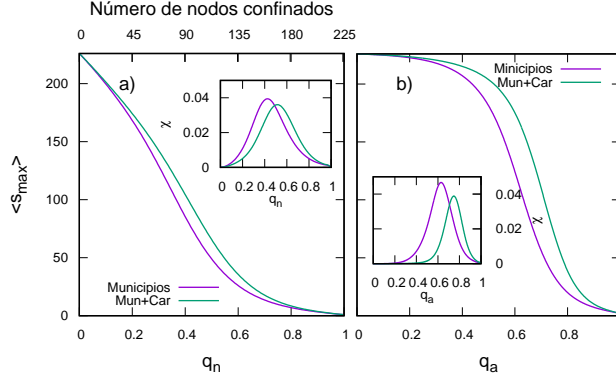 Número de nodos confinados
0 45 90 135 170 225
a)
b)
Minicipios
Mun+Car
200
150
100
50
0
<s_max>
χ
0.04
0.02
0
0 0.2 0.4 0.6 0.8 1
q_n
0.04
0.02
0
χ
0 0.2 0.4 0.6 0.8 1
q_a
Municipios
Mun+Car
0 0.2 0.4 0.6 0.8 1
q_n
0.2 0.4 0.6 0.8
q_a